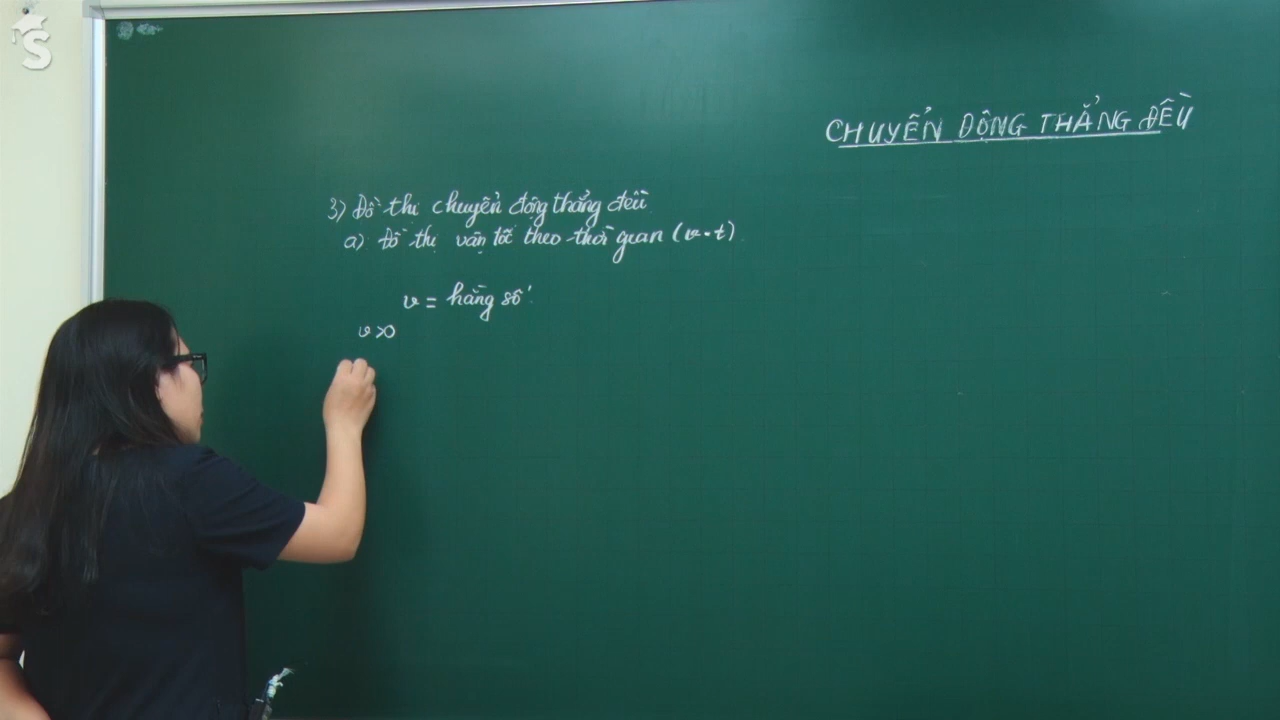 S
CHUYỂN ĐỘNG THẲNG ĐỀU
3) Đồ thị chuyển động thẳng đều
a) Đồ thị vận tốc theo thời gian (v-t)
v = hằng số
v >0